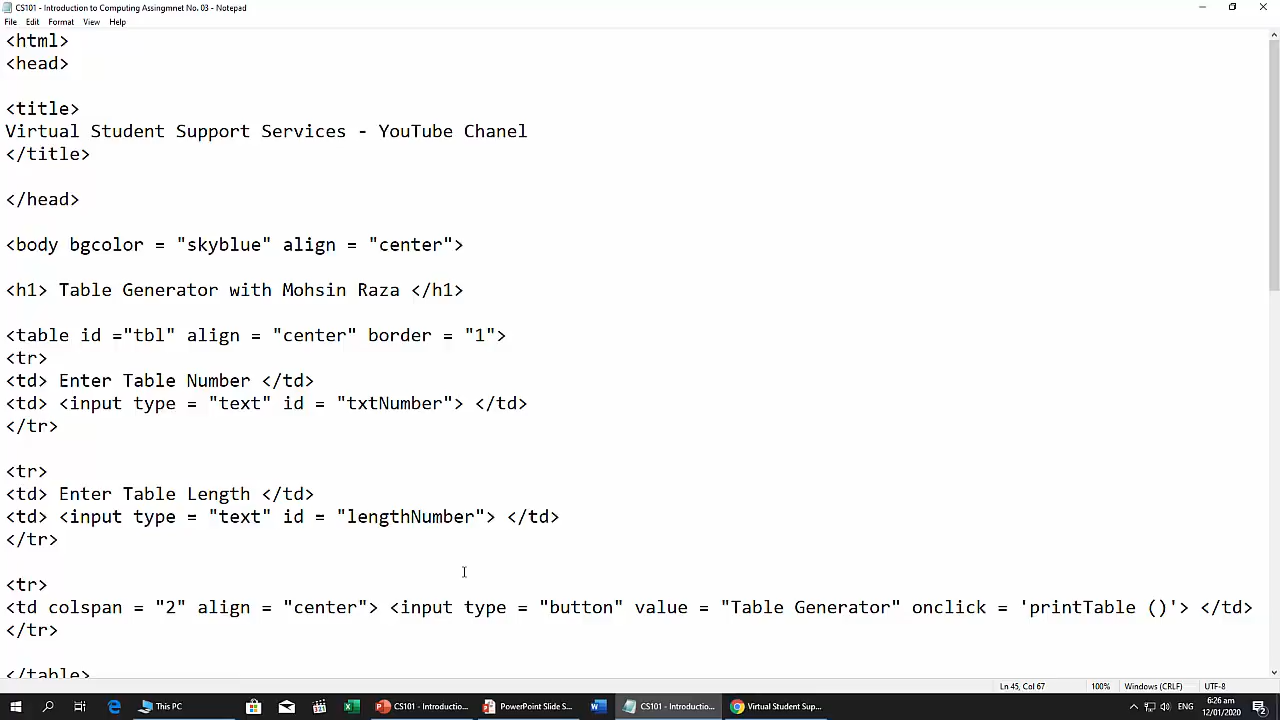 CS101 - Introduction to Computing Assingmnet No. 03 - Notepad
File Edit Format View Help
<html>
<head>
<title>
Virtual Student Support Services - YouTube Chanel
</title>
</head>
<body bgcolor = "skyblue" align = "center">
<h1> Table Generator with Mohsin Raza </h1>
<table id ="tbl" align = "center" border = "1">
<tr>
<td> Enter Table Number </td>
<td> <input type = "text" id = "txtNumber"> </td>
</tr>
<tr>
<td> Enter Table Length </td>
<td> <input type = "text" id = "lengthNumber"> </td>
</tr>
<tr>
<td colspan = "2" align = "center"> <input type = "button" value = "Table Generator" onclick = 'printTable ()'> </td>
</tr>
</table>
Ln 45, Col 67 100% Windows (CRLF) UTF-8
This PC CS101 - Introductio... PowerPoint Slide S... CS101 - Introductio... Virtual Student Sup... ENG 6:26 am
12/01/2020